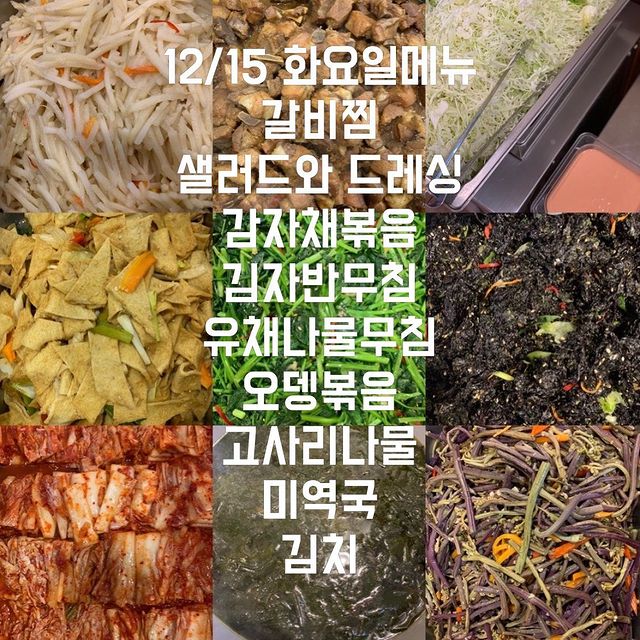 12/15 화요일메뉴
갈비찜
샐러드와 드레싱
감자채볶음
김자반무침
유채나물무침
오뎅볶음
고사리나물
미역국
김치